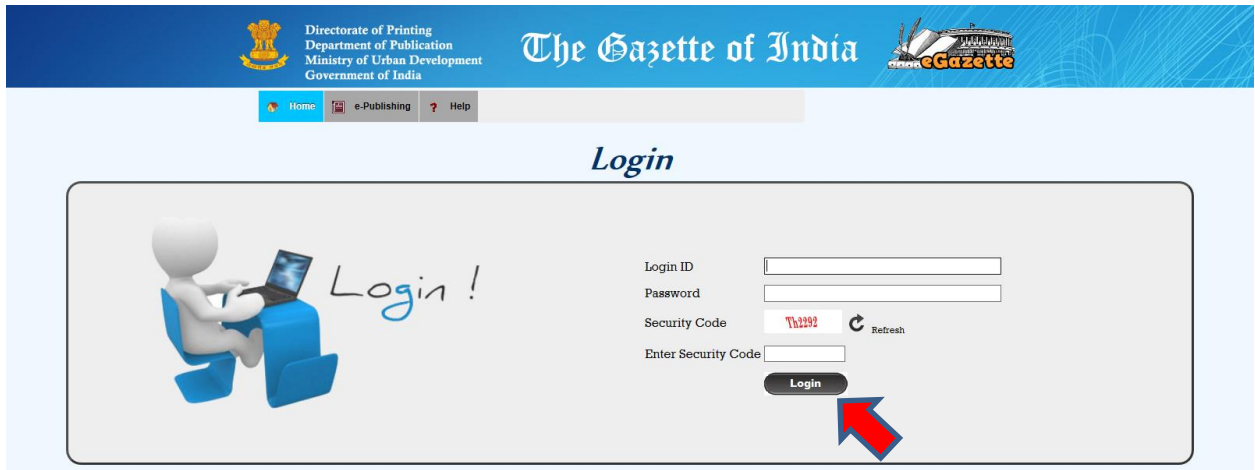 Directorate of Printing
Department of Publication
Ministry of Urban Development
Government of India
The Gazette of India
eGazette
Home e-Publishing ? Help
Login
Login !
Login ID
Password
Security Code Th2292 Refresh
Enter Security Code
Login